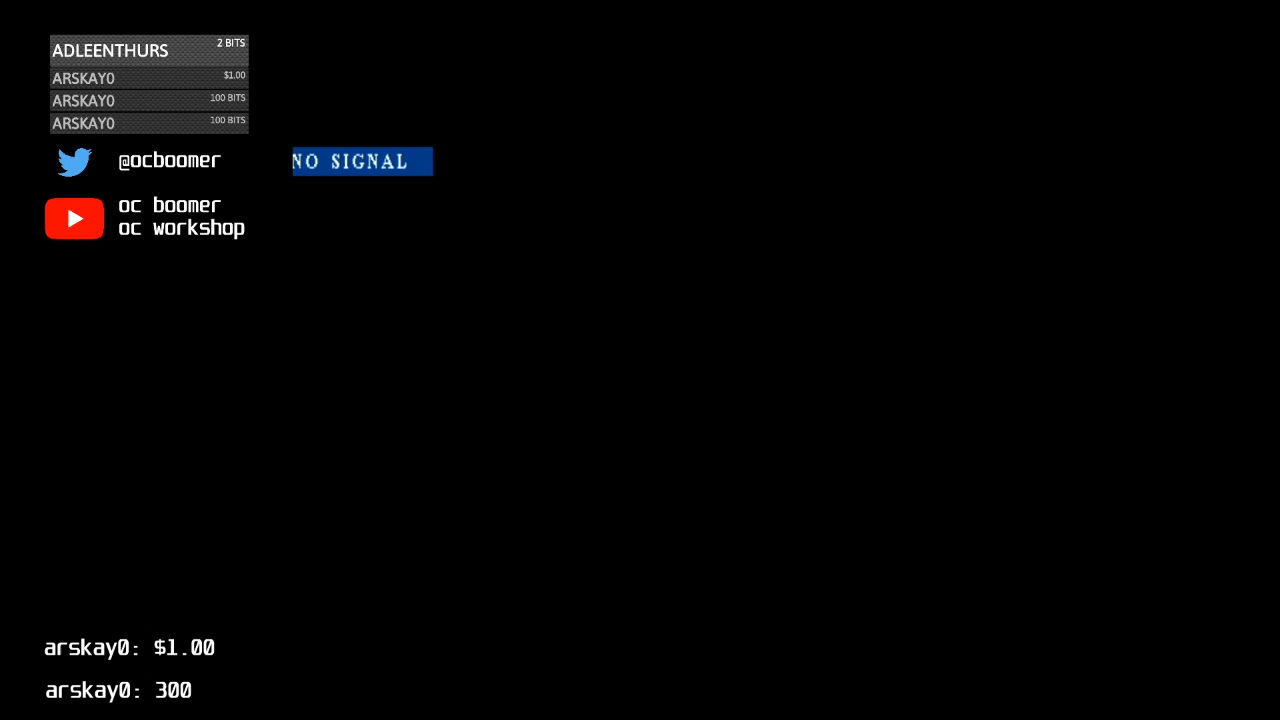 ADLEENTHURS 2 BITS
ARSKAY0 $1.00
ARSKAY0 100 BITS
ARSKAY0 100 BITS
@ocboomer
NO SIGNAL
oc boomer
oc workshop
arskay0: $1.00
arskay0: 300